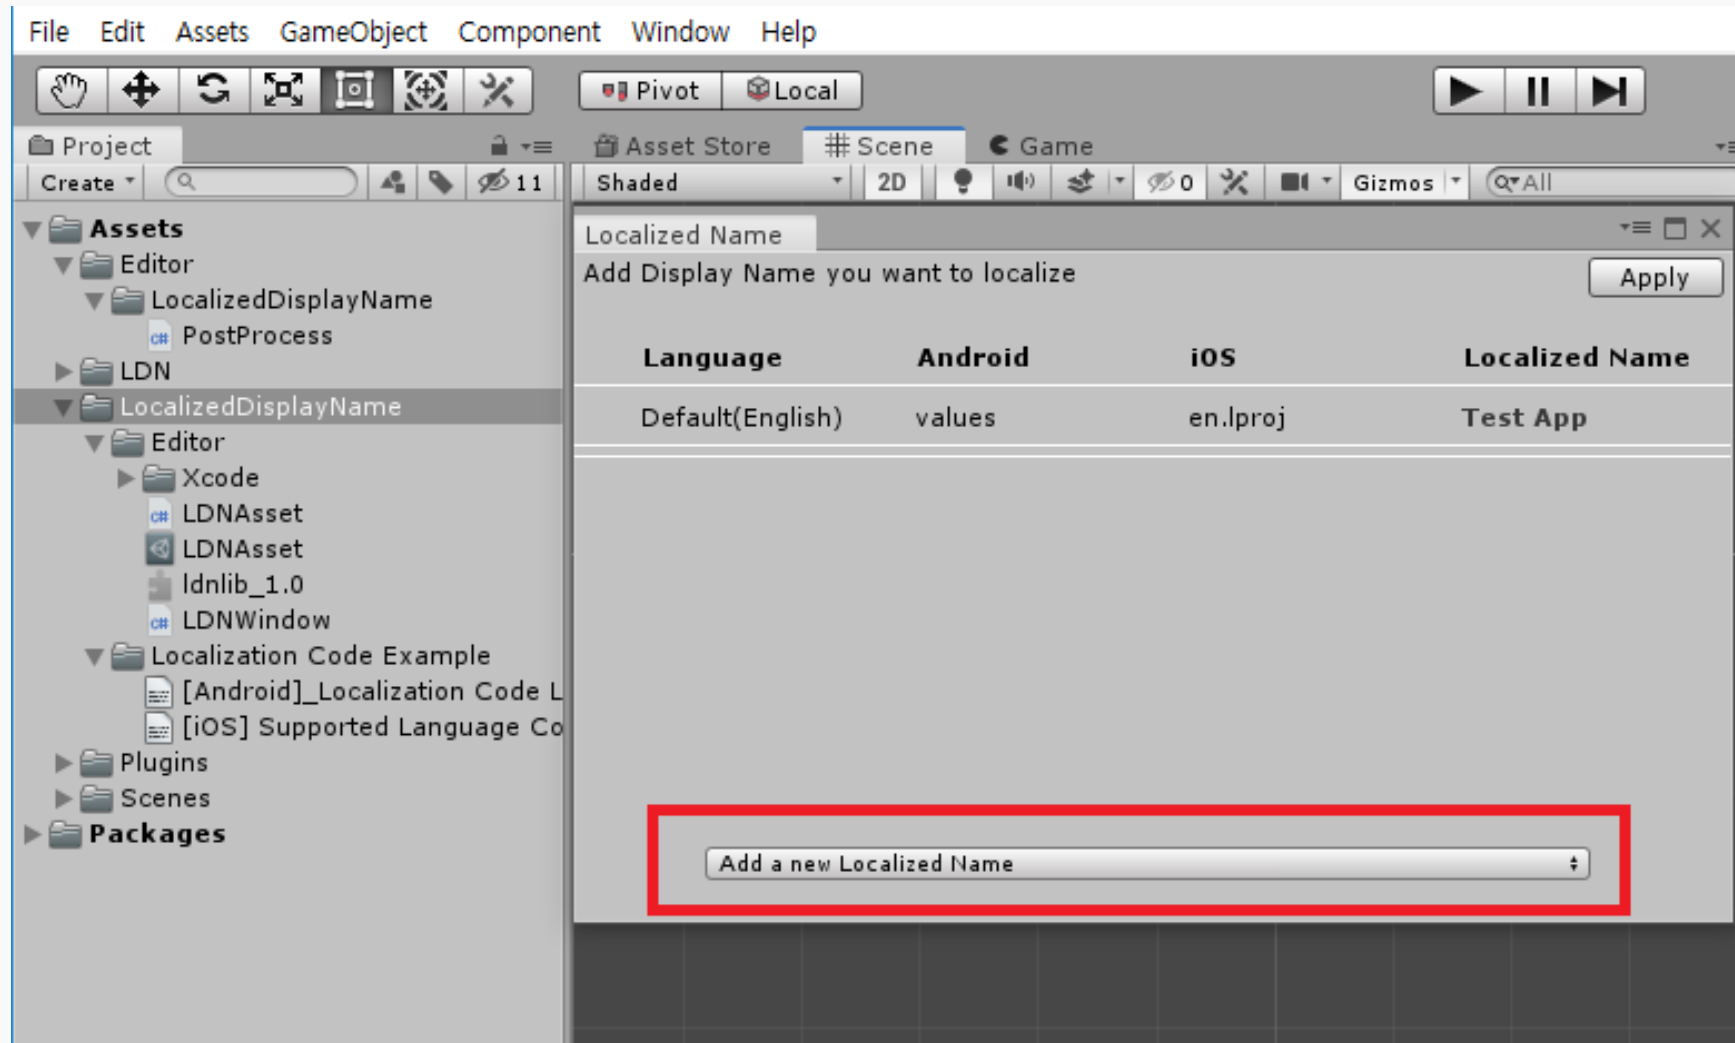 File Edit Assets GameObject Component Window Help
Pivot Local
Project
Asset Store Scene Game
Create 11
Shaded 2D 0 Gizmos All
Assets
Editor
LocalizedDisplayName
C# PostProcess
LDN
LocalizedDisplayName
Editor
Xcode
C# LDNAsset
LDNAsset
ldnlib_1.0
C# LDNWindow
Localization Code Example
[Android]_Localization Code L
[iOS] Supported Language Co
Plugins
Scenes
Packages
Localized Name
Add Display Name you want to localize Apply
Language Android iOS Localized Name
Default(English) values en.lproj Test App
Add a new Localized Name